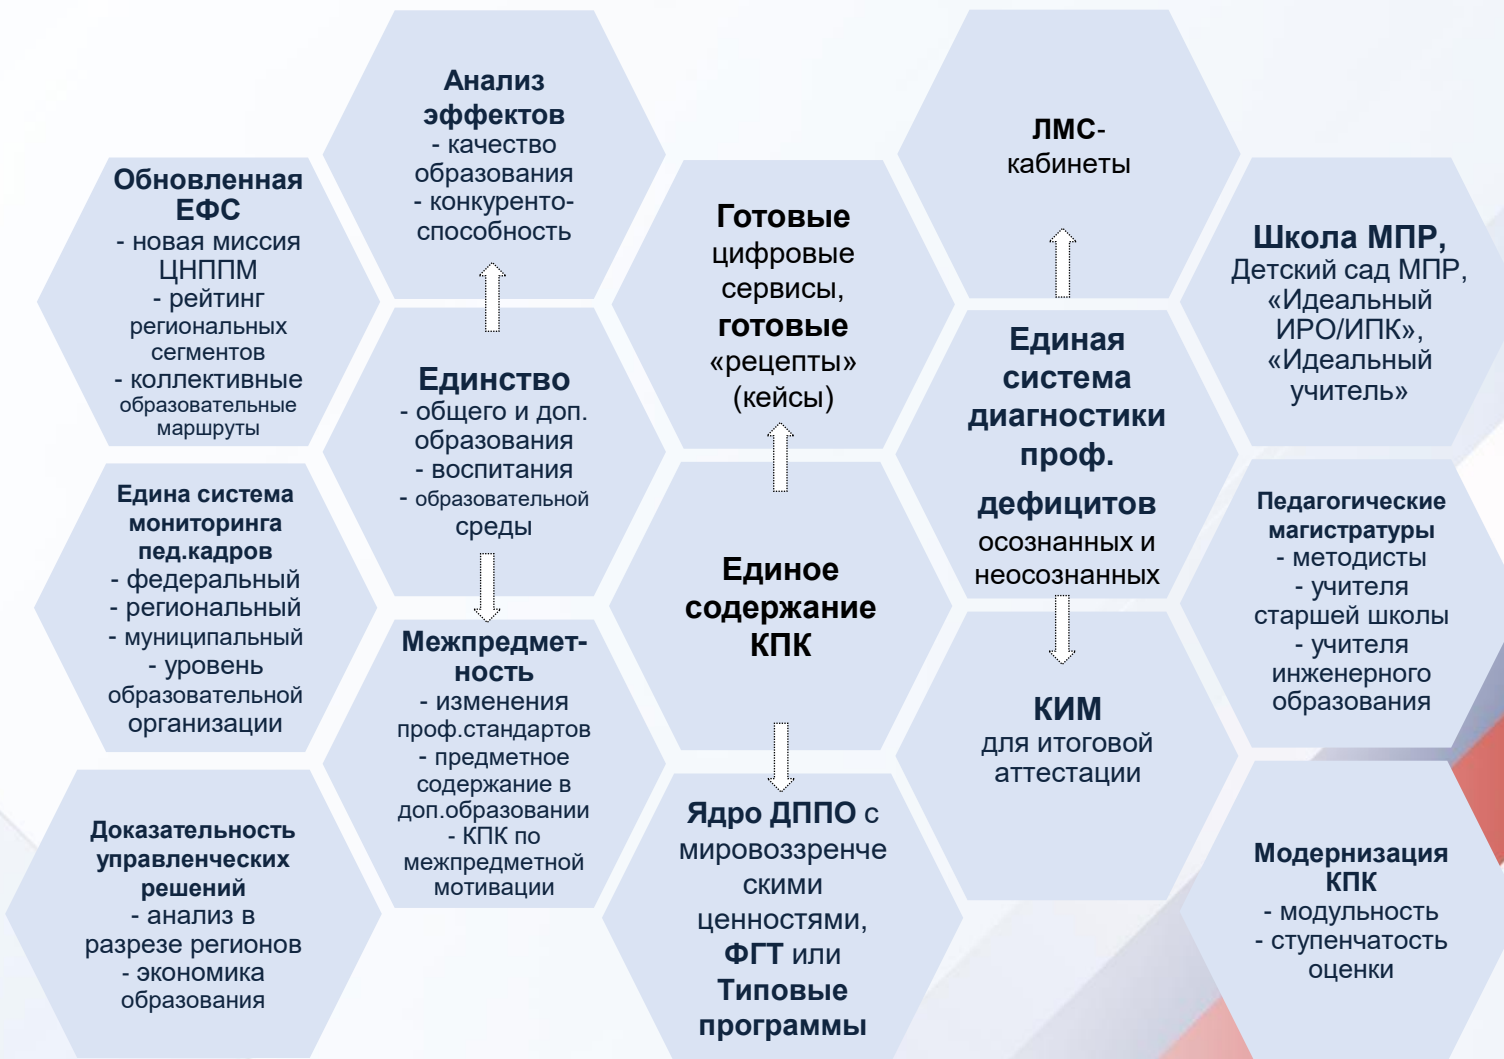 Анализ
эффектов
- качество
образования
- конкуренто-
способность
ЛМС-
кабинеты
Обновленная
ЕФС
- новая миссия
ЦНППМ
- рейтинг
региональных
сегментов
- коллективные
образовательные
маршруты
Готовые
цифровые
сервисы,
готовые
«рецепты»
(кейсы)
Школа МПР,
Детский сад МПР,
«Идеальный
ИРО/ИПК»,
«Идеальный
учитель»
Единство
- общего и доп.
образования
- воспитания
- образовательной
среды
Единая
система
диагностики
проф.
дефицитов
осознанных и
неосознанных
Едина система
мониторинга
пед.кадров
- федеральный
- региональный
- муниципальный
- уровень
образовательной
организации
Единое
содержание
КПК
Педагогические
магистратуры
- методисты
- учителя
старшей школы
- учителя
инженерного
образования
Межпредмет-
ность
- изменения
проф.стандартов
- предметное
содержание в
доп.образовании
- КПК по
межпредметной
мотивации
КИМ
для итоговой
аттестации
Доказательность
управленческих
решений
- анализ в
разрезе регионов
- экономика
образования
Ядро ДППО с
мировоззренче
скими
ценностями,
ФГТ или
Типовые
программы
Модернизация
КПК
- модульность
- ступенчатость
оценки